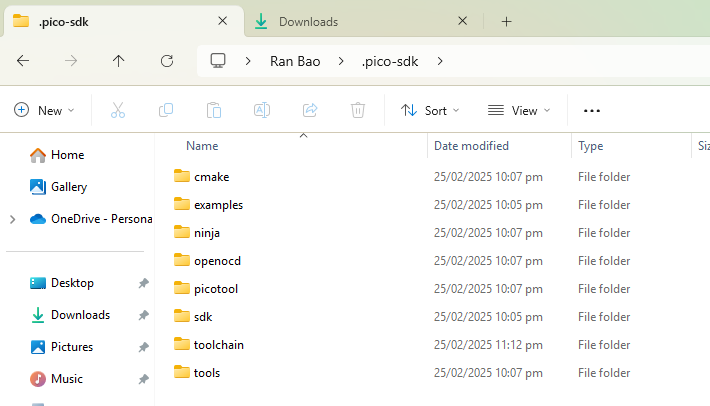 .pico-sdk
Downloads
Ran Bao
.pico-sdk
New
Sort
View
Name
Date modified
Type
Siz
Home
cmake
25/02/2025 10:07 pm
File folder
Gallery
examples
25/02/2025 10:05 pm
File folder
OneDrive - Persona
ninja
25/02/2025 10:07 pm
File folder
openocd
25/02/2025 10:07 pm
File folder
Desktop
picotool
25/02/2025 10:07 pm
File folder
Downloads
sdk
25/02/2025 10:05 pm
File folder
Pictures
toolchain
25/02/2025 11:12 pm
File folder
Music
tools
25/02/2025 10:07 pm
File folder